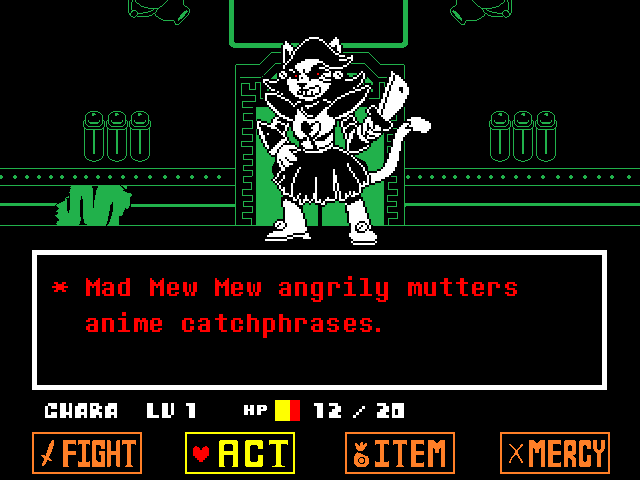 * Mad Mew Mew angrily mutters
anime catchphrases.
CHARA LV 1 HP 12 / 20
FIGHT ACT ITEM MERCY